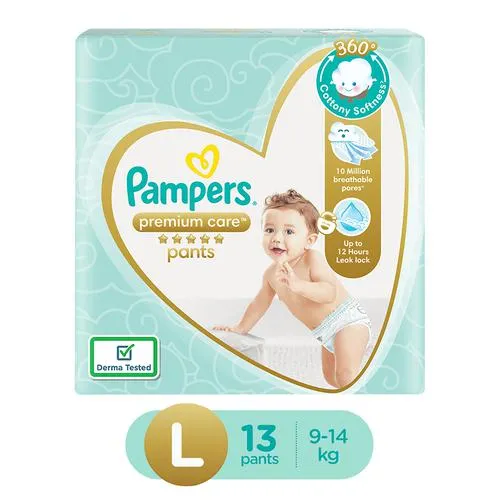 360°
Cottony Softness*
Pampers®
premium care™
pants
10 Million
breathable
pores*
Up to
12 Hours
Leak lock
Derma Tested
L
13
pants
9-14
kg